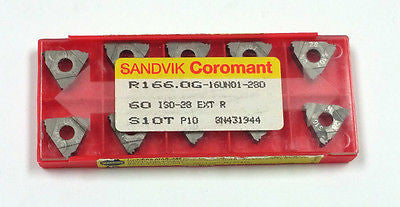 SANDVIK Coromant
R166.0G-16UN01-280
60 ISO-28 EXT R
S10T P10 8N431944